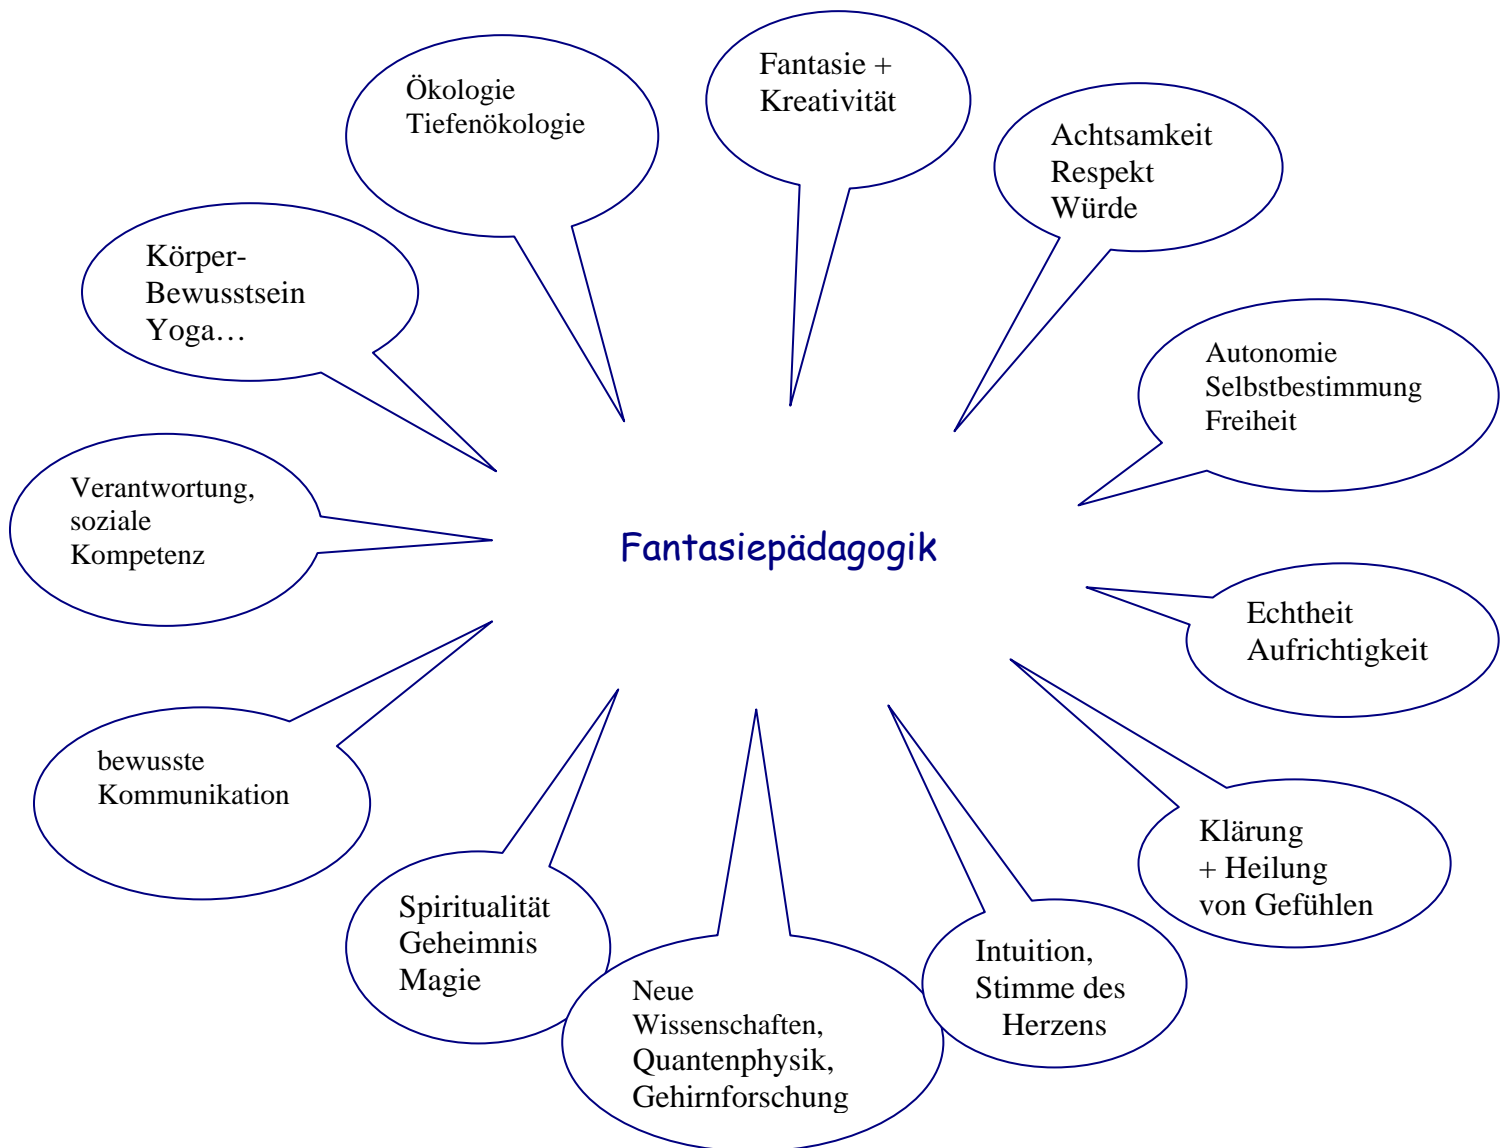 Fantasie +
Kreativität
Ökologie
Tiefenökologie
Achtsamkeit
Respekt
Würde
Körper-
Bewusstsein
Yoga…
Autonomie
Selbstbestimmung
Freiheit
Verantwortung,
soziale
Kompetenz
Fantasiepädagogik
Echtheit
Aufrichtigkeit
bewusste
Kommunikation
Klärung
+ Heilung
von Gefühlen
Spiritualität
Geheimnis
Magie
Neue
Wissenschaften,
Quantenphysik,
Gehirnforschung
Intuition,
Stimme des
Herzens